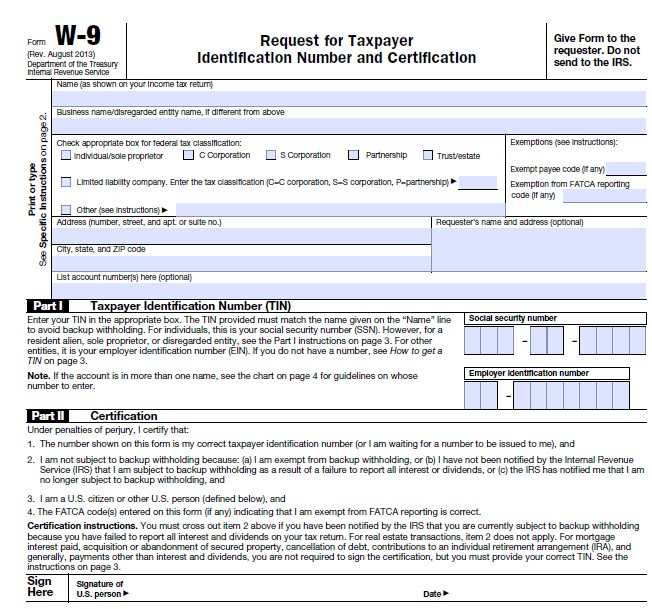 Form W-9
(Rev. August 2013)
Department of the Treasury
Internal Revenue Service
Request for Taxpayer
Identification Number and Certification
Give Form to the
requester. Do not
send to the IRS.
Print or type
See Specific Instructions on page 2.
Name (as shown on your income tax return)
Business name/disregarded entity name, if different from above
Check appropriate box for federal tax classification:
Individual/sole proprietor C Corporation S Corporation Partnership Trust/estate
Limited liability company. Enter the tax classification (C=C corporation, S=S corporation, P=partnership) ▶
Other (see instructions) ▶
Exemptions (see instructions):
Exempt payee code (if any)
Exemption from FATCA reporting
code (if any)
Address (number, street, and apt. or suite no.)
Requester's name and address (optional)
City, state, and ZIP code
List account number(s) here (optional)
Part I Taxpayer Identification Number (TIN)
Enter your TIN in the appropriate box. The TIN provided must match the name given on the “Name” line
to avoid backup withholding. For individuals, this is your social security number (SSN). However, for a
resident alien, sole proprietor, or disregarded entity, see the Part I instructions on page 3. For other
entities, it is your employer identification number (EIN). If you do not have a number, see How to get a
TIN on page 3.
Note. If the account is in more than one name, see the chart on page 4 for guidelines on whose
number to enter.
Social security number
– –
Employer identification number
–
Part II Certification
Under penalties of perjury, I certify that:
1. The number shown on this form is my correct taxpayer identification number (or I am waiting for a number to be issued to me), and
2. I am not subject to backup withholding because: (a) I am exempt from backup withholding, or (b) I have not been notified by the Internal Revenue
Service (IRS) that I am subject to backup withholding as a result of a failure to report all interest or dividends, or (c) the IRS has notified me that I am
no longer subject to backup withholding, and
3. I am a U.S. citizen or other U.S. person (defined below), and
4. The FATCA code(s) entered on this form (if any) indicating that I am exempt from FATCA reporting is correct.
Certification instructions. You must cross out item 2 above if you have been notified by the IRS that you are currently subject to backup withholding
because you have failed to report all interest and dividends on your tax return. For real estate transactions, item 2 does not apply. For mortgage
interest paid, acquisition or abandonment of secured property, cancellation of debt, contributions to an individual retirement arrangement (IRA), and
generally, payments other than interest and dividends, you are not required to sign the certification, but you must provide your correct TIN. See the
instructions on page 3.
Sign
Here
Signature of
U.S. person ▶
Date ▶